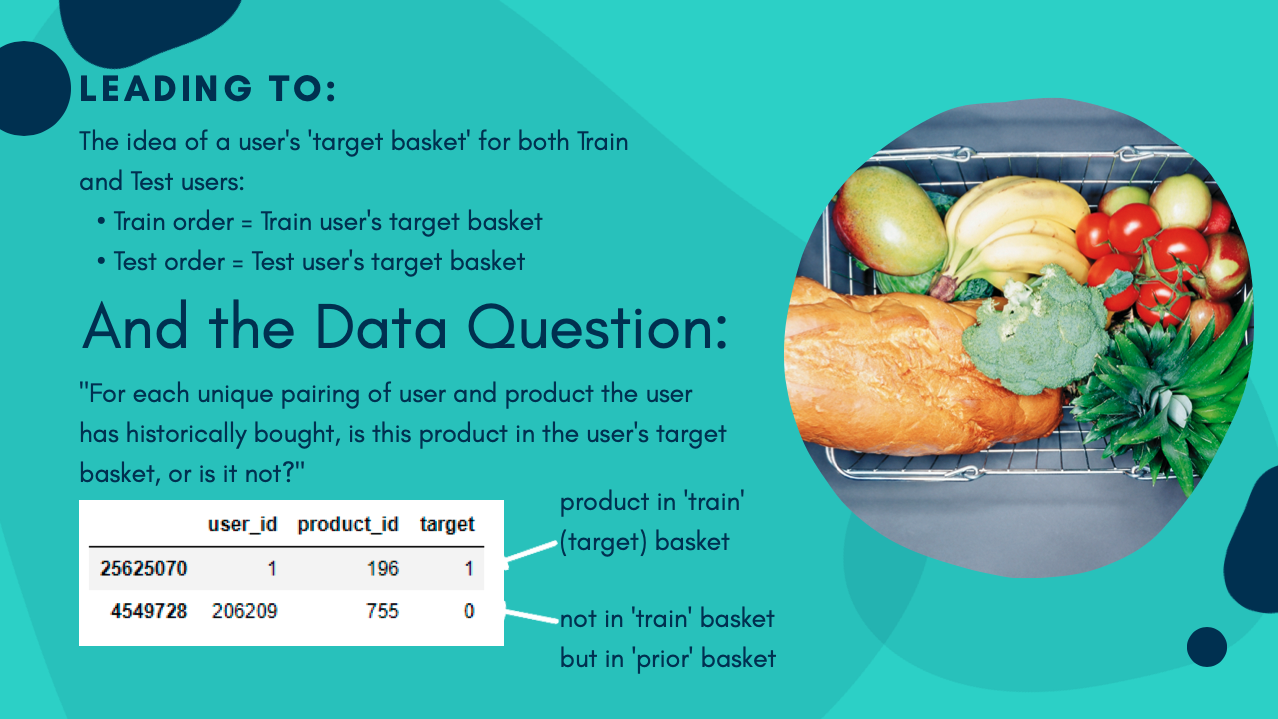 LEADING TO:
The idea of a user's 'target basket' for both Train
and Test users:
• Train order = Train user's target basket
• Test order = Test user's target basket
And the Data Question:
"For each unique pairing of user and product the user
has historically bought, is this product in the user's target
basket, or is it not?"
user_id product_id target
25625070 1 196 1
4549728 206209 755 0
product in 'train'
(target) basket
not in 'train' basket
but in 'prior' basket